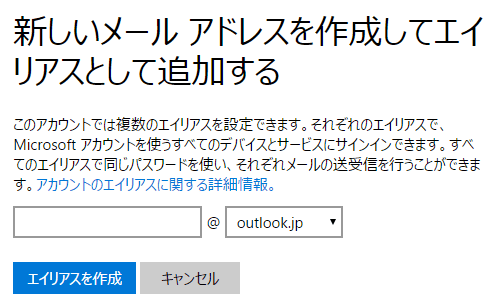 新しいメール アドレスを作成してエイ
リアスとして追加する
このアカウントでは複数のエイリアスを設定できます。それぞれのエイリアスで、
Microsoft アカウントを使うすべてのデバイスとサービスにサインインできます。すべ
てのエイリアスで同じパスワードを使い、それぞれメールの送受信を行うことができま
す。アカウントのエイリアスに関する詳細情報。
@ outlook.jp
エイリアスを作成 キャンセル